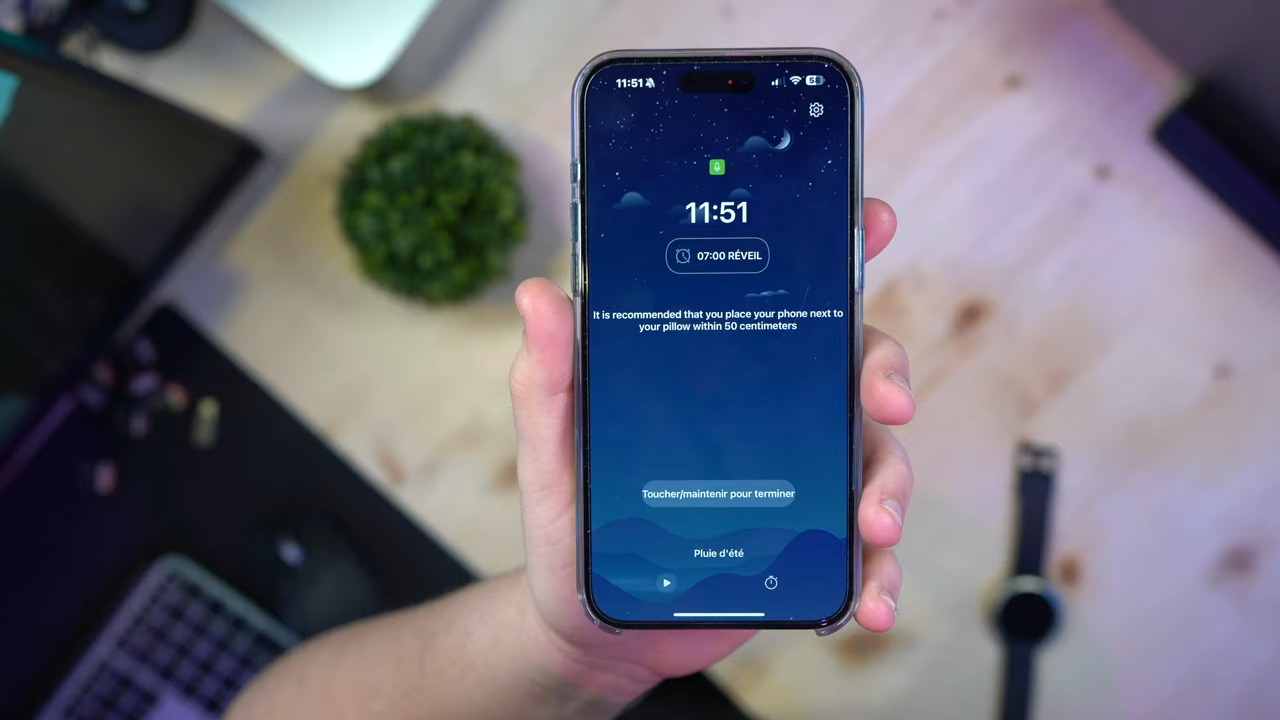 11:51
58
11:51
07:00 RÉVEIL
It is recommended that you place your phone next to
your pillow within 50 centimeters
Toucher/maintenir pour terminer
Pluie d'été